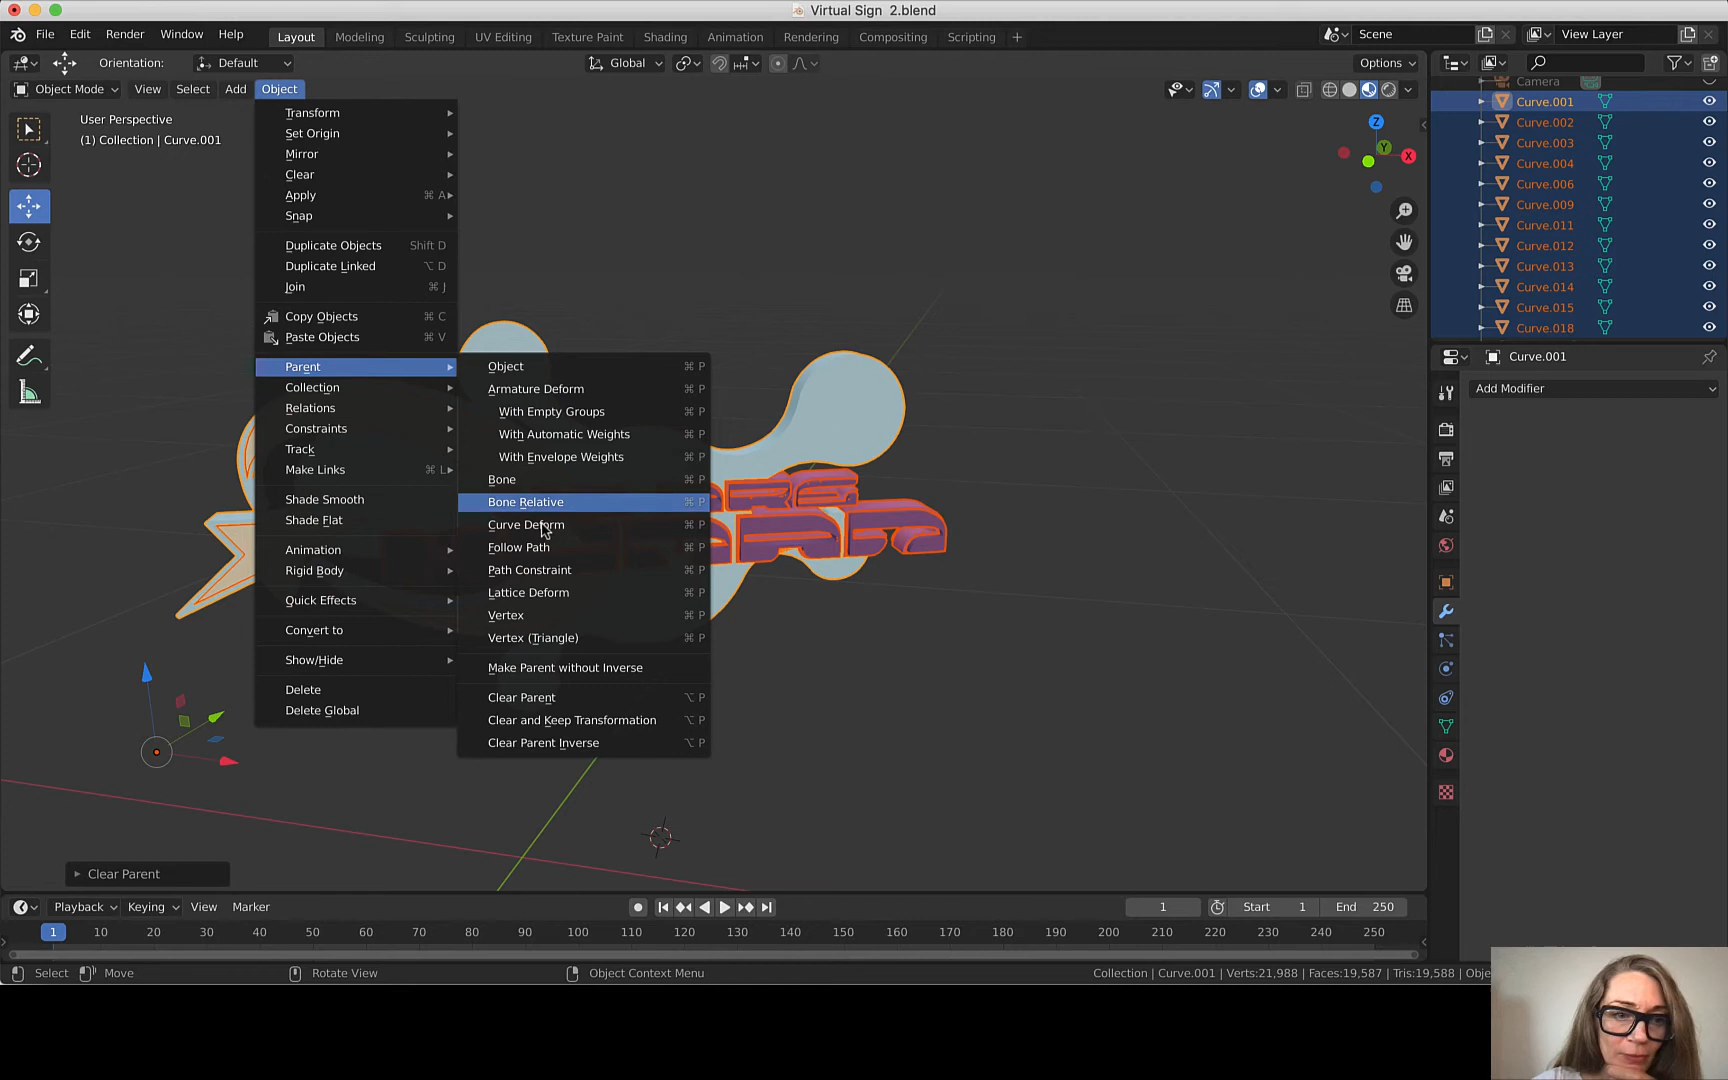 Virtual Sign 2.blend
File Edit Render Window Help Layout Modeling Sculpting UV Editing Texture Paint Shading Animation Rendering Compositing Scripting + Scene View Layer
Orientation: Default Global Options
Object Mode View Select Add Object
User Perspective
(1) Collection | Curve.001
Transform
Set Origin
Mirror
Clear
Apply ⌘ A
Snap
Duplicate Objects Shift D
Duplicate Linked ⌥ D
Join ⌘ J
Copy Objects ⌘ C
Paste Objects ⌘ V
Parent
Collection
Relations
Constraints
Track
Make Links ⌘ L
Shade Smooth
Shade Flat
Animation
Rigid Body
Quick Effects
Convert to
Show/Hide
Delete
Delete Global
Object ⌘ P
Armature Deform ⌘ P
With Empty Groups ⌘ P
With Automatic Weights ⌘ P
With Envelope Weights ⌘ P
Bone ⌘ P
Bone Relative ⌘ P
Curve Deform ⌘ P
Follow Path ⌘ P
Path Constraint ⌘ P
Lattice Deform ⌘ P
Vertex ⌘ P
Vertex (Triangle) ⌘ P
Make Parent without Inverse
Clear Parent ⌥ P
Clear and Keep Transformation ⌥ P
Clear Parent Inverse ⌥ P
Z
Y
X
Camera
Curve.001
Curve.002
Curve.003
Curve.004
Curve.006
Curve.009
Curve.011
Curve.012
Curve.013
Curve.014
Curve.015
Curve.018
Curve.001
Add Modifier
Clear Parent
Playback Keying View Marker 1 Start 1 End 250
1 10 20 30 40 50 60 70 80 90 100 110 120 130 140 150 160 170 180 190 200 210 220 230 240 250
Select Move Rotate View Object Context Menu Collection | Curve.001 | Verts:21,988 | Faces:19,587 | Tris:19,588 | Obje